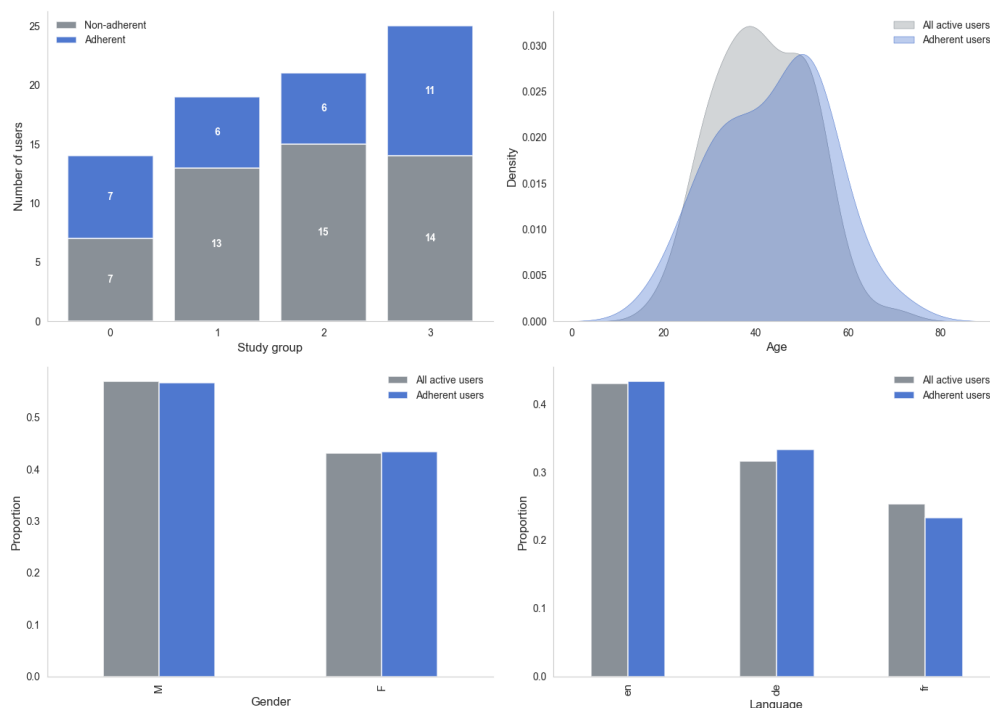 Non-adherent
Adherent
25
20
15
10
5
0
Number of users
7
7
6
13
6
15
11
14
0
1
2
3
Study group
All active users
Adherent users
0.030
0.025
0.020
0.015
0.010
0.005
0.000
Density
0
20
40
60
80
Age
All active users
Adherent users
0.5
0.4
0.3
0.2
0.1
0.0
Proportion
M
F
Gender
All active users
Adherent users
0.4
0.3
0.2
0.1
0.0
Proportion
en
de
fr
Language